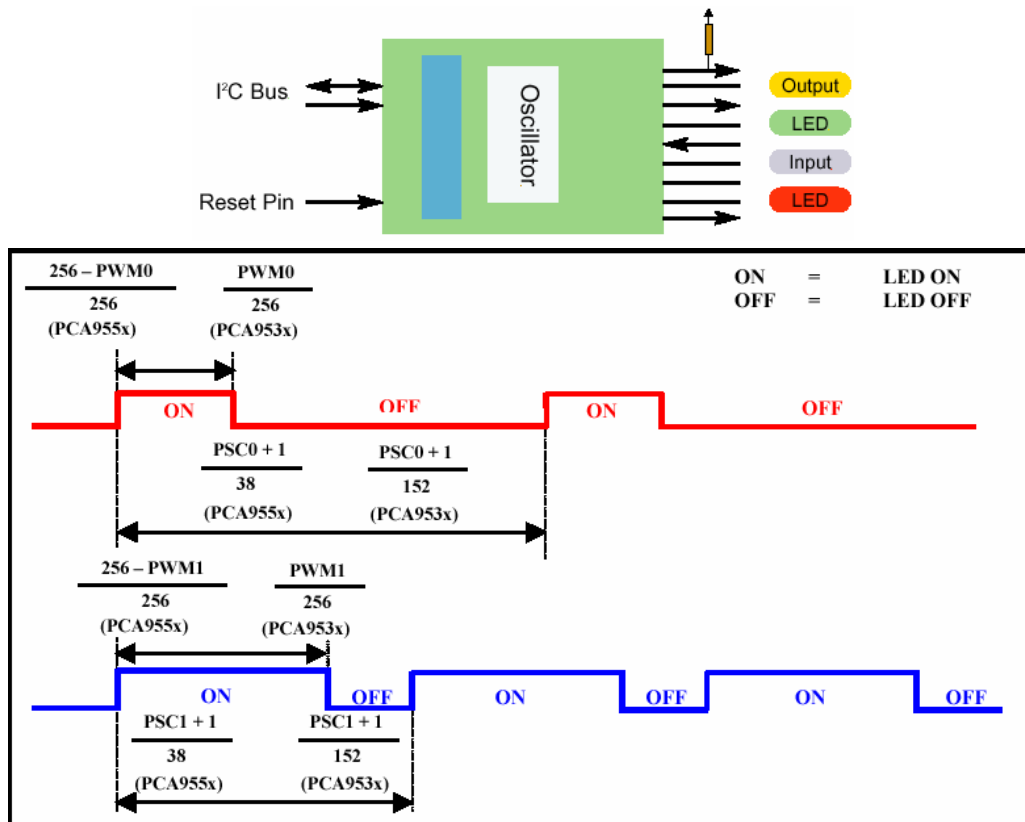 I²C Bus
Reset Pin
Oscillator
Output
LED
Input
LED
256 – PWM0
256
(PCA955x)
PWM0
256
(PCA953x)
ON = LED ON
OFF = LED OFF
ON
OFF
ON
OFF
PSC0 + 1
38
(PCA955x)
PSC0 + 1
152
(PCA953x)
256 – PWM1
256
(PCA955x)
PWM1
256
(PCA953x)
ON
OFF
ON
OFF
ON
OFF
PSC1 + 1
38
(PCA955x)
PSC1 + 1
152
(PCA953x)